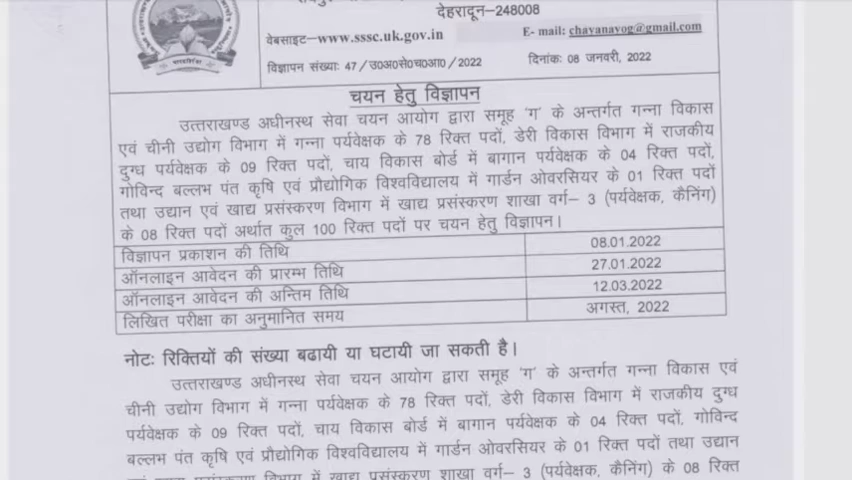 देहरादून–248008
वेबसाइट–www.sssc.uk.gov.in
E- mail: chayanayog@gmail.com
विज्ञापन संख्याः 47/उ0अ0से0च0आ0/2022
दिनांकः 08 जनवरी, 2022
चयन हेतु विज्ञापन
उत्तराखण्ड अधीनस्थ सेवा चयन आयोग द्वारा समूह 'ग' के अन्तर्गत गन्ना विकास
एवं चीनी उद्योग विभाग में गन्ना पर्यवेक्षक के 78 रिक्त पदों, डेरी विकास विभाग में राजकीय
दुग्ध पर्यवेक्षक के 09 रिक्त पदों, चाय विकास बोर्ड में बागान पर्यवेक्षक के 04 रिक्त पदों,
गोविन्द बल्लभ पंत कृषि एवं प्रौद्योगिक विश्वविद्यालय में गार्डन ओवरसियर के 01 रिक्त पदों
तथा उद्यान एवं खाद्य प्रसंस्करण विभाग में खाद्य प्रसंस्करण शाखा वर्ग– 3 (पर्यवेक्षक, कैनिंग)
के 08 रिक्त पदों अर्थात कुल 100 रिक्त पदों पर चयन हेतु विज्ञापन।
विज्ञापन प्रकाशन की तिथि 08.01.2022
ऑनलाइन आवेदन की प्रारम्भ तिथि 27.01.2022
ऑनलाइन आवेदन की अन्तिम तिथि 12.03.2022
लिखित परीक्षा का अनुमानित समय अगस्त, 2022
नोटः रिक्तियों की संख्या बढायी या घटायी जा सकती है।
उत्तराखण्ड अधीनस्थ सेवा चयन आयोग द्वारा समूह 'ग' के अन्तर्गत गन्ना विकास एवं
चीनी उद्योग विभाग में गन्ना पर्यवेक्षक के 78 रिक्त पदों, डेरी विकास विभाग में राजकीय दुग्ध
पर्यवेक्षक के 09 रिक्त पदों, चाय विकास बोर्ड में बागान पर्यवेक्षक के 04 रिक्त पदों, गोविन्द
बल्लभ पंत कृषि एवं प्रौद्योगिक विश्वविद्यालय में गार्डन ओवरसियर के 01 रिक्त पदों तथा उद्यान
एवं खाद्य प्रसंस्करण विभाग में खाद्य प्रसंस्करण शाखा वर्ग– 3 (पर्यवेक्षक, कैनिंग) के 08 रिक्त